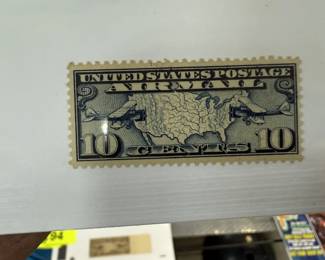 UNITED STATES POSTAGE
AIR MAIL
10 10
CENTS
94